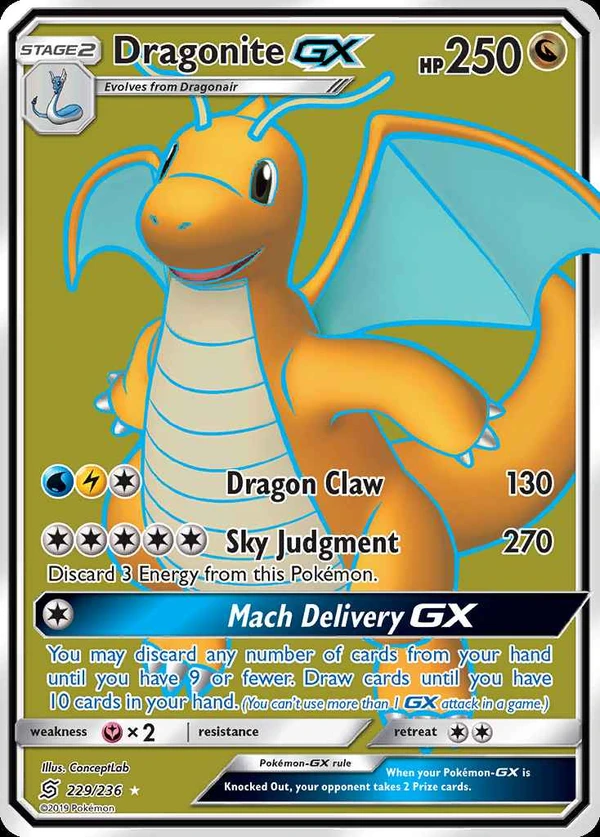 STAGE2 Dragonite GX HP250
Evolves from Dragonair
Dragon Claw 130
Sky Judgment 270
Discard 3 Energy from this Pokémon.
Mach Delivery GX
You may discard any number of cards from your hand
until you have 9 or fewer. Draw cards until you have
10 cards in your hand. (You can't use more than 1 GX attack in a game.)
weakness ×2 resistance retreat
Illus. ConceptLab
Pokémon-GX rule
When your Pokémon-GX is
Knocked Out, your opponent takes 2 Prize cards.
229/236
©2019 Pokémon